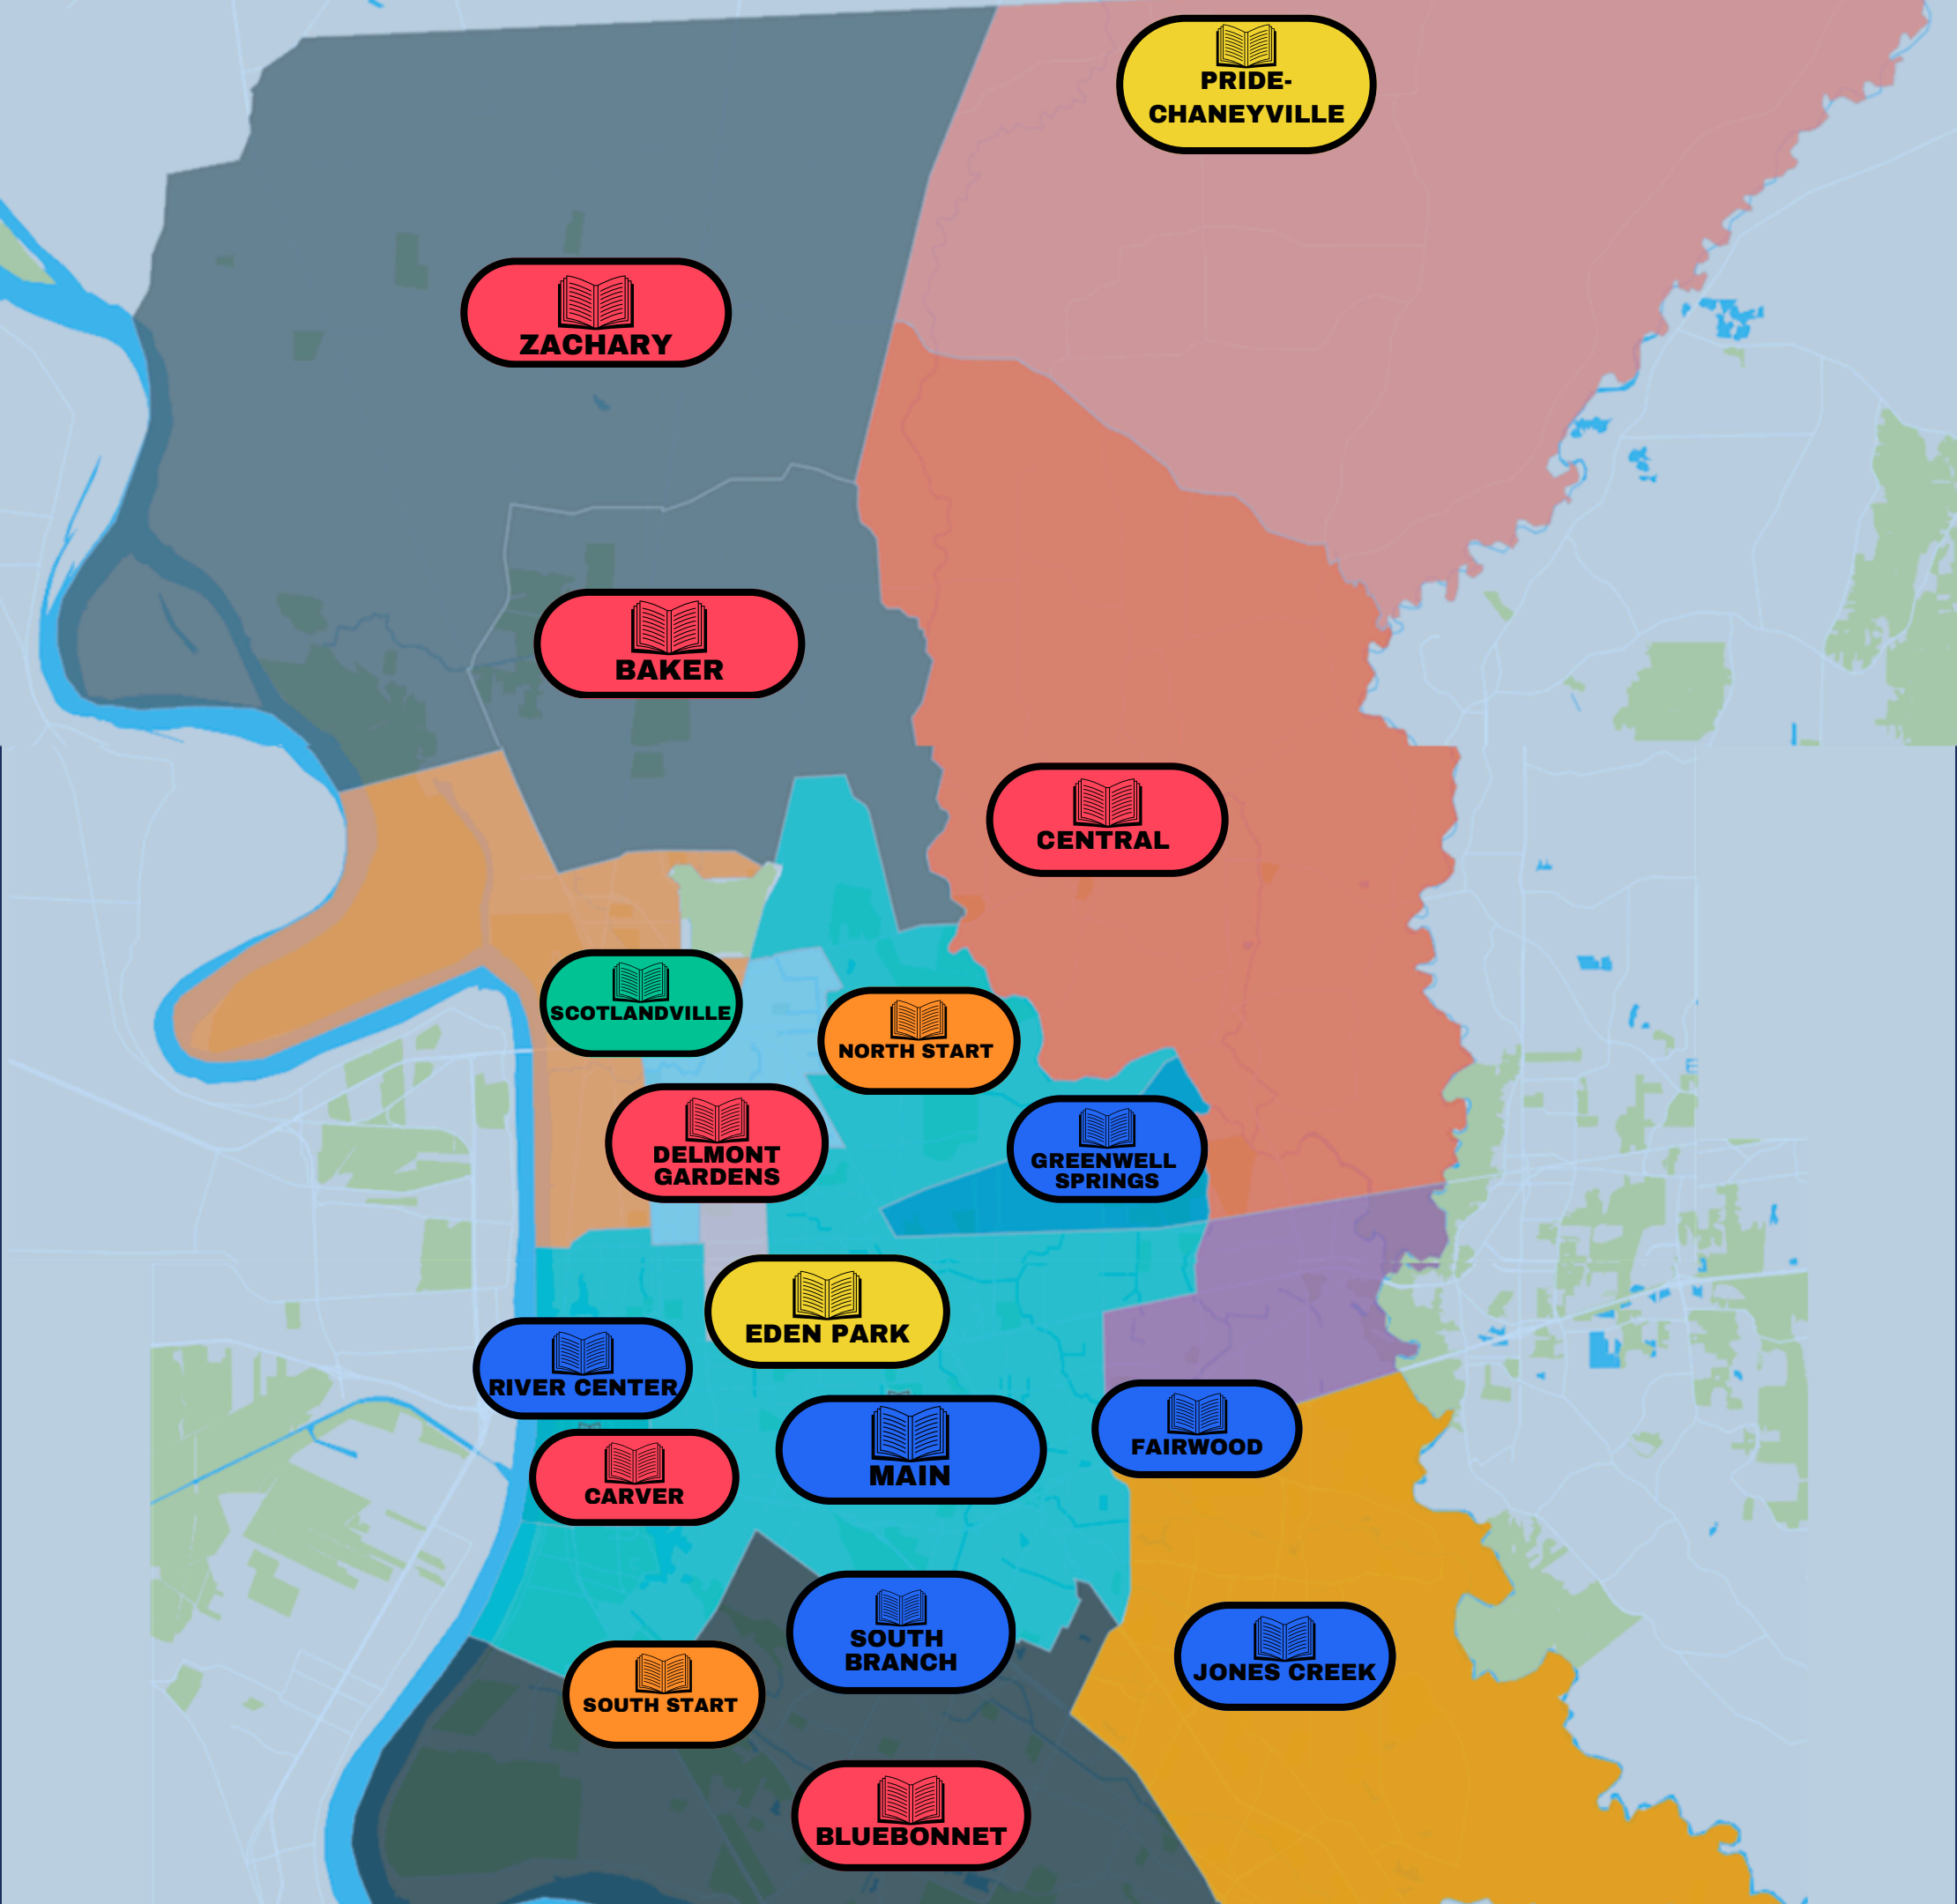 PRIDE-
CHANEYVILLE
ZACHARY
BAKER
CENTRAL
SCOTLANDVILLE
NORTH START
DELMONT
GARDENS
GREENWELL
SPRINGS
EDEN PARK
RIVER CENTER
MAIN
FAIRWOOD
CARVER
SOUTH
BRANCH
JONES CREEK
SOUTH START
BLUEBONNET